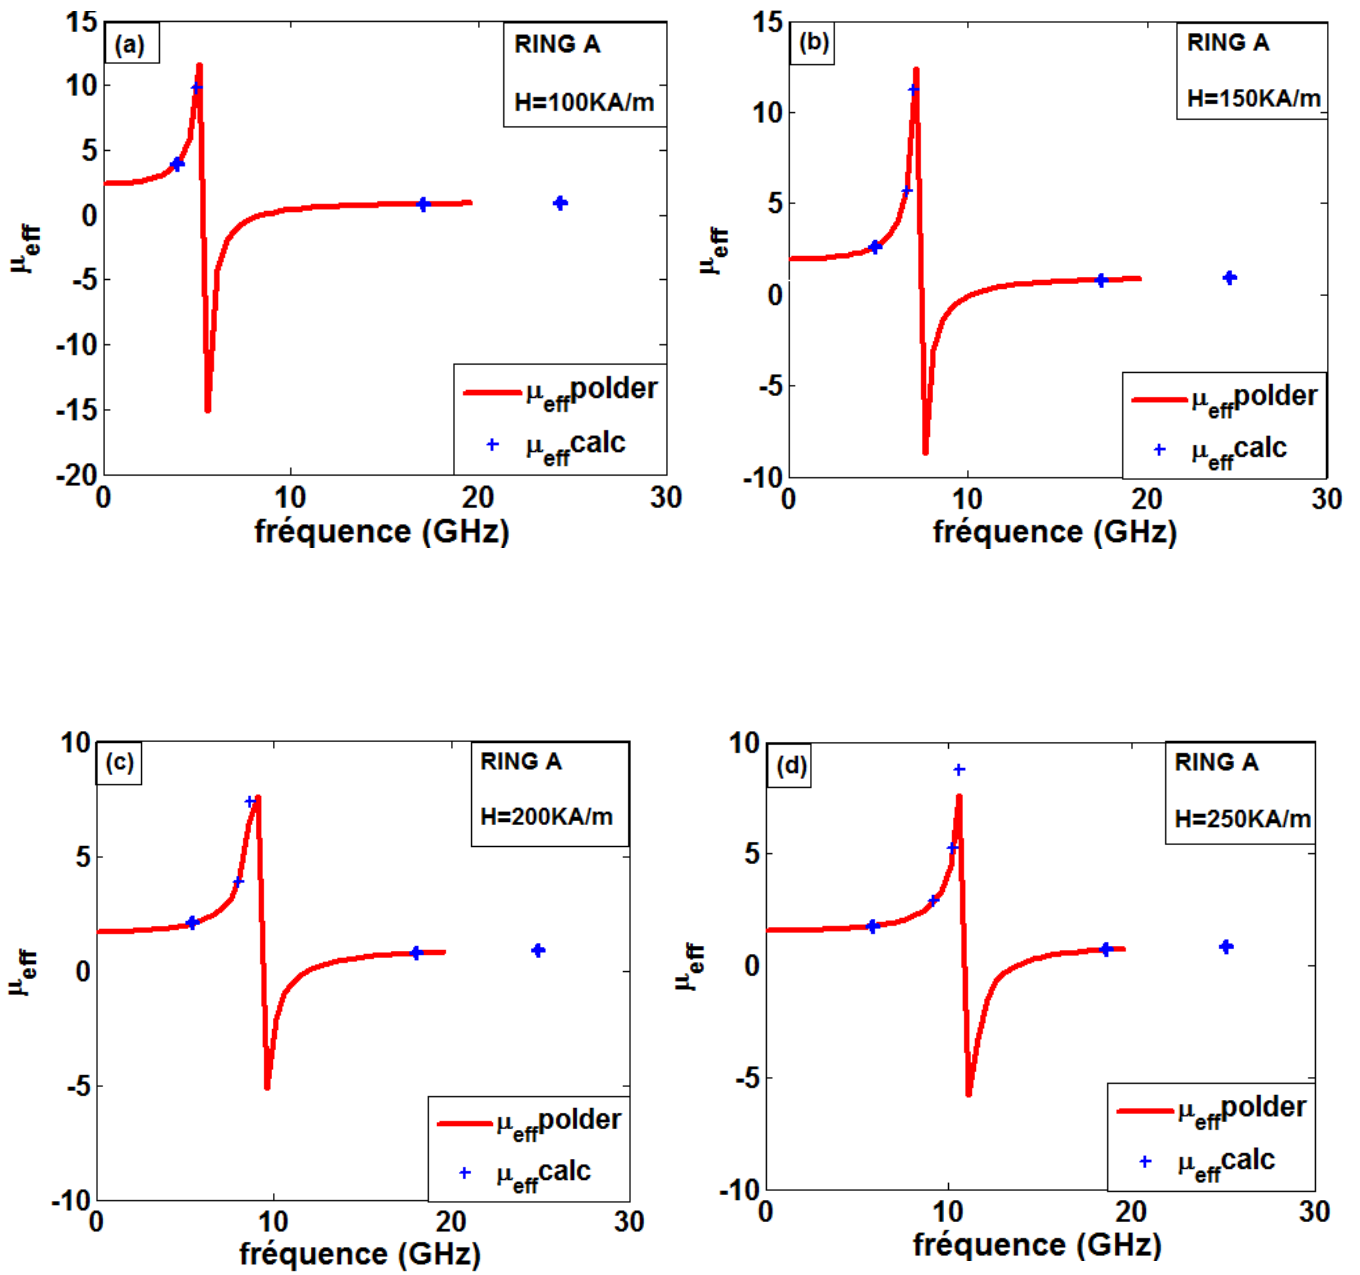 (a)
RING A
H=100KA/m
15
10
5
0
-5
-10
-15
-20
μeff
μeffpolder
μeffcalc
0 10 20 30
fréquence (GHz)
(b)
RING A
H=150KA/m
15
10
5
0
-5
-10
μeff
μeffpolder
μeffcalc
0 10 20 30
fréquence (GHz)
(c)
RING A
H=200KA/m
10
5
0
-5
-10
μeff
μeffpolder
μeffcalc
0 10 20 30
fréquence (GHz)
(d)
RING A
H=250KA/m
10
5
0
-5
-10
μeff
μeffpolder
μeffcalc
0 10 20 30
fréquence (GHz)